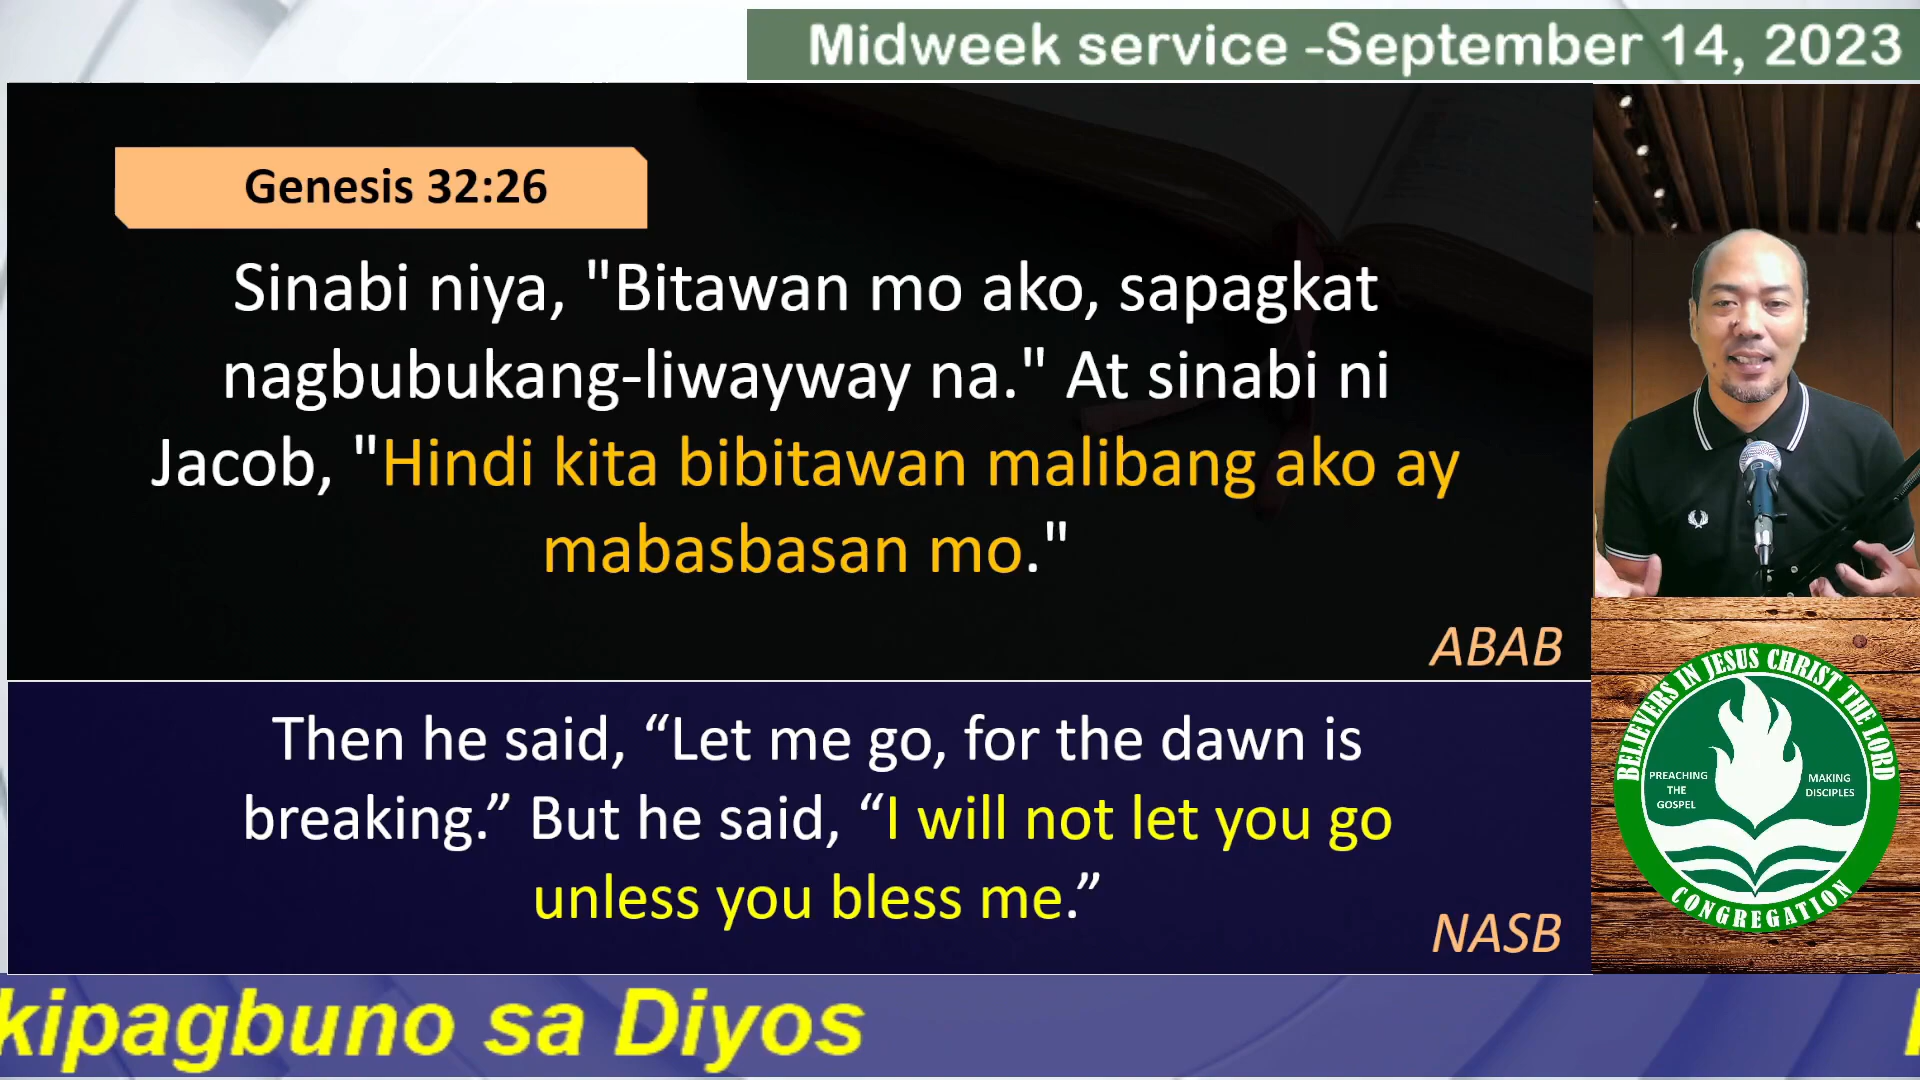 Midweek service -September 14, 2023
Genesis 32:26
Sinabi niya, "Bitawan mo ako, sapagkat
nagbubukang-liwayway na." At sinabi ni
Jacob, "Hindi kita bibitawan malibang ako ay
mabasbasan mo."
ABAB
Then he said, “Let me go, for the dawn is
breaking.” But he said, “I will not let you go
unless you bless me.”
NASB
BELIEVERS IN JESUS CHRIST THE LORD
PREACHING
THE
GOSPEL
MAKING
DISCIPLES
CONGREGATION
kipagbuno sa Diyos